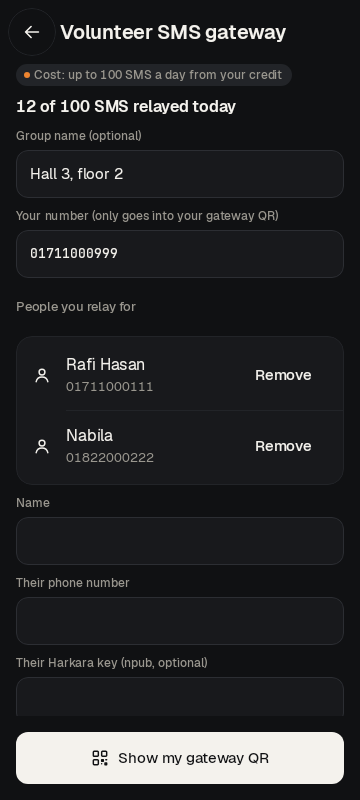 Volunteer SMS gateway
Cost: up to 100 SMS a day from your credit
12 of 100 SMS relayed today
Group name (optional)
Hall 3, floor 2
Your number (only goes into your gateway QR)
01711000999
People you relay for
Rafi Hasan
01711000111
Remove
Nabila
01822000222
Remove
Name
Their phone number
Their Harkara key (npub, optional)
Show my gateway QR